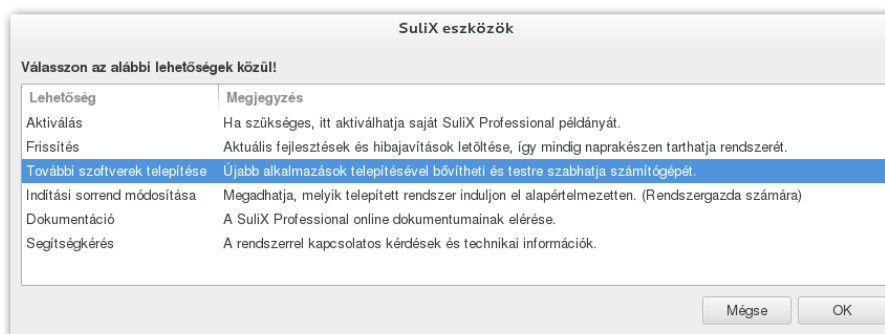 SuliX eszközök
Válasszon az alábbi lehetőségek közül!
Lehetőség Megjegyzés
Aktiválás Ha szükséges, itt aktiválhatja saját SuliX Professional példányát.
Frissítés Aktuális fejlesztések és hibajavítások letöltése, így mindig naprakészen tarthatja rendszerét.
További szoftverek telepítése Újabb alkalmazások telepítésével bővítheti és testre szabhatja számítógépét.
Indítási sorrend módosítása Megadhatja, melyik telepített rendszer induljon el alapértelmezetten. (Rendszergazda számára)
Dokumentáció A SuliX Professional online dokumentumainak elérése.
Segítségkérés A rendszerrel kapcsolatos kérdések és technikai információk.
Mégse OK